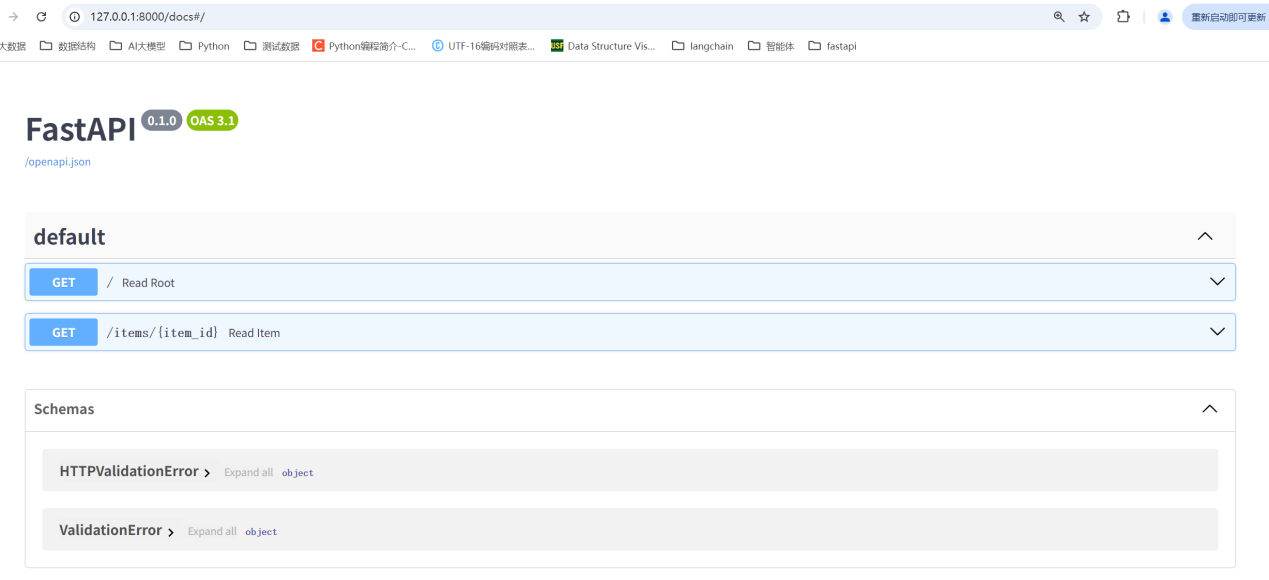 127.0.0.1:8000/docs#/ 重新启动即可更新
大数据 数据结构 AI大模型 Python 测试数据 Python编程简介-C... UTF-16编码对照表... USF Data Structure Vis... langchain 智能体 fastapi
FastAPI 0.1.0 OAS 3.1
/openapi.json
default
GET / Read Root
GET /items/{item_id} Read Item
Schemas
HTTPValidationError Expand all object
ValidationError Expand all object